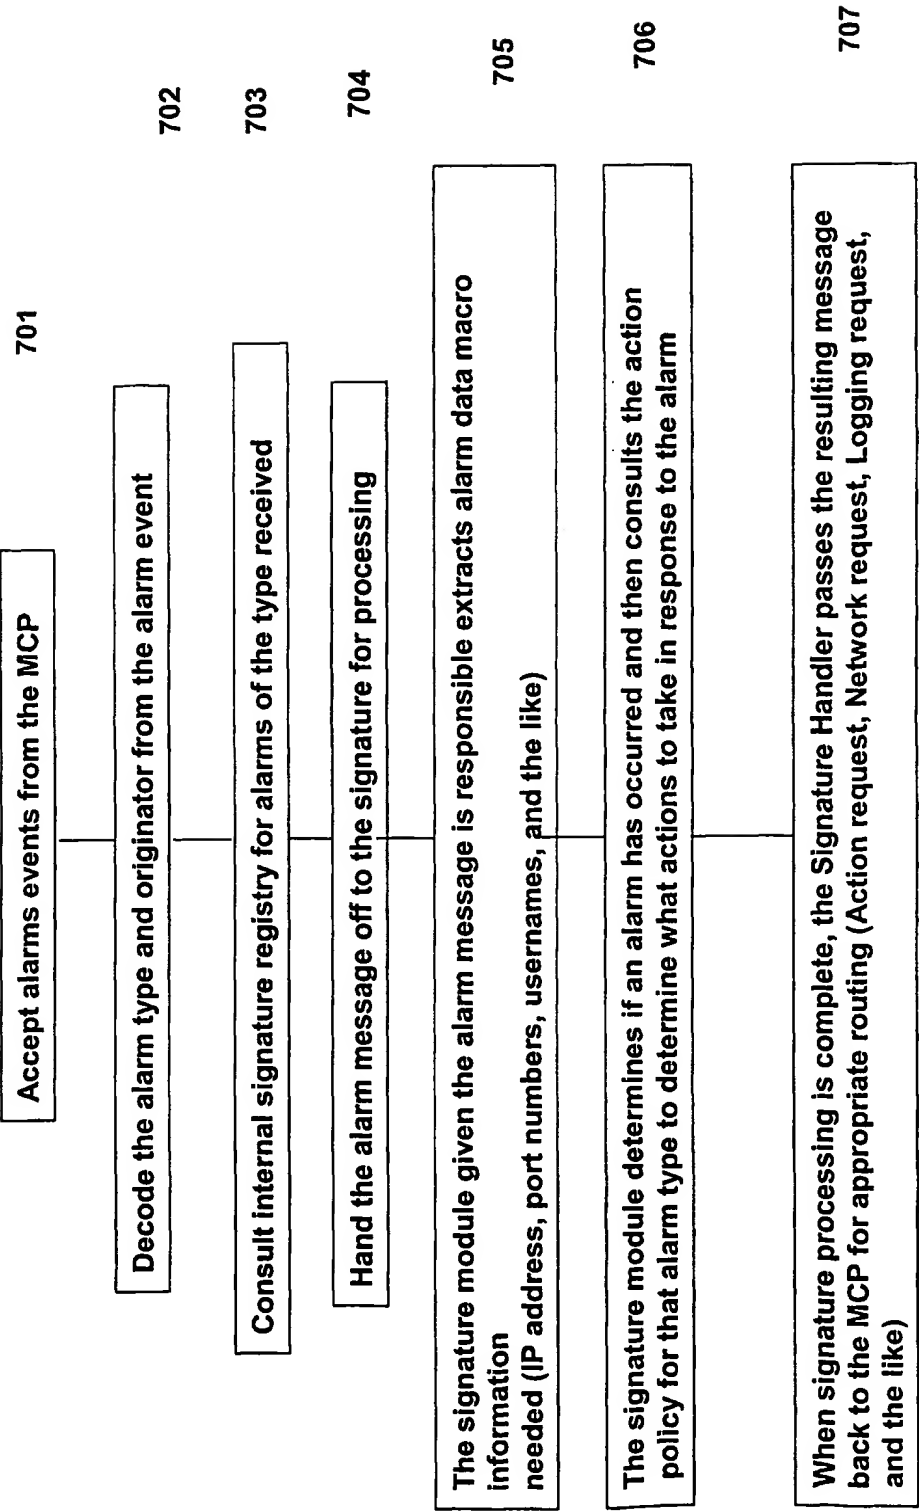 701
Accept alarms events from the MCP
702
Decode the alarm type and originator from the alarm event
703
Consult internal signature registry for alarms of the type received
704
Hand the alarm message off to the signature for processing
705
The signature module given the alarm message is responsible extracts alarm data macro
information
needed (IP address, port numbers, usernames, and the like)
706
The signature module determines if an alarm has occurred and then consults the action
policy for that alarm type to determine what actions to take in response to the alarm
707
When signature processing is complete, the Signature Handler passes the resulting message
back to the MCP for appropriate routing (Action request, Network request, Logging request,
and the like)